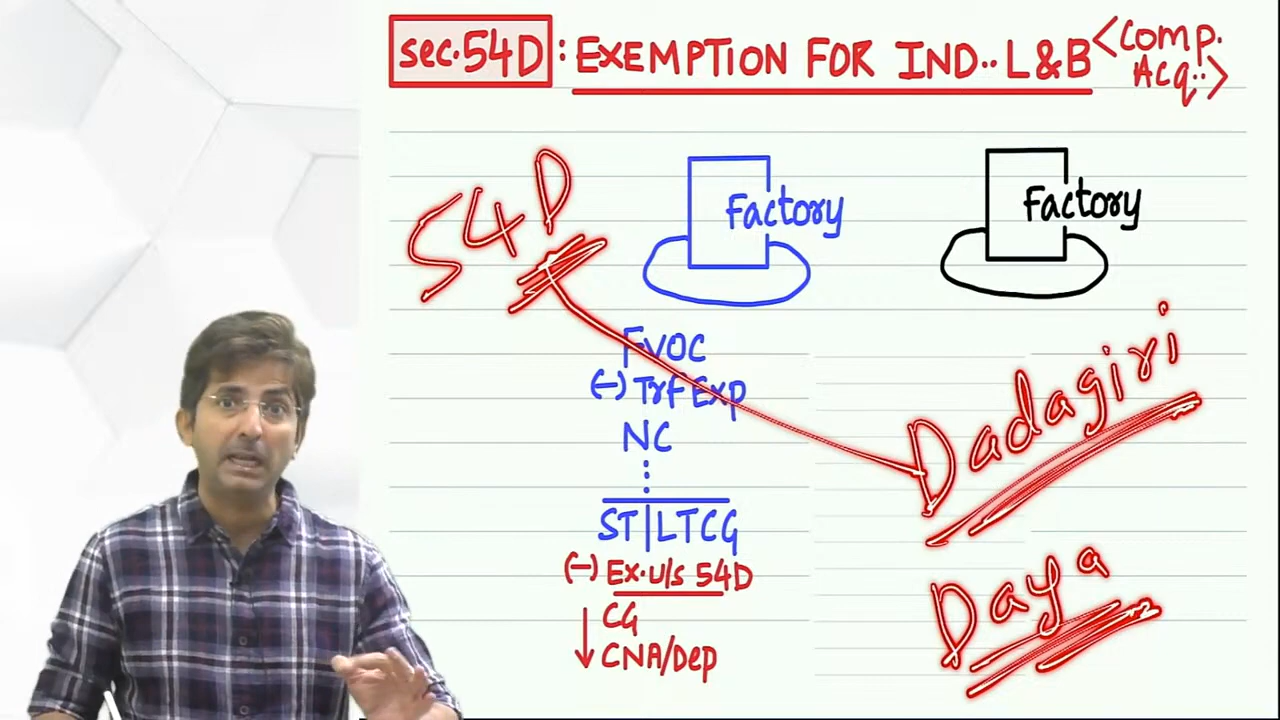 sec.54D : EXEMPTION FOR IND.. L&B <comp. Acq..>
54D
Factory
Factory
FVOC
(-) Trf Exp
NC
ST|LTCG
(-) Ex. u/s 54D
↓ CG
CNA/Dep
Dadagiri
Daya